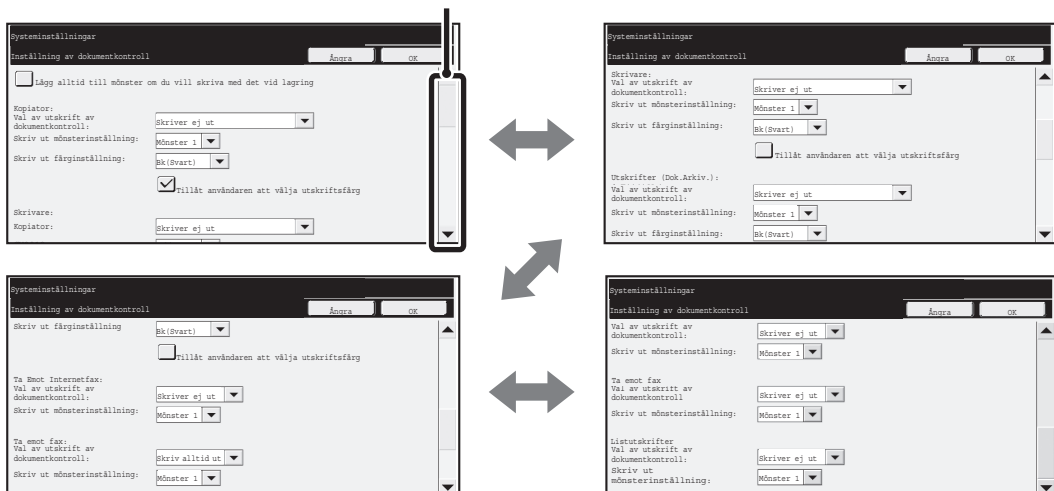 Systeminställningar
Inställning av dokumentkontroll
Ångra
OK
Lägg alltid till mönster om du vill skriva med det vid lagring
Kopiator:
Val av utskrift av
dokumentkontroll:
Skriver ej ut
Skriv ut mönsterinställning:
Mönster 1
Skriv ut färginställning:
Bk(Svart)
Tillåt användaren att välja utskriftsfärg
Skrivare:
Kopiator:
Skriver ej ut
Systeminställningar
Inställning av dokumentkontroll
Ångra
OK
Skrivare:
Val av utskrift av
dokumentkontroll:
Skriver ej ut
Skriv ut mönsterinställning:
Mönster 1
Skriv ut färginställning:
Bk(Svart)
Tillåt användaren att välja utskriftsfärg
Utskrifter (Dok.Arkiv.):
Val av utskrift av
dokumentkontroll:
Skriver ej ut
Skriv ut mönsterinställning:
Mönster 1
Skriv ut färginställning:
Bk(Svart)
Systeminställningar
Inställning av dokumentkontroll
Ångra
OK
Skriv ut färginställning
Bk(Svart)
Tillåt användaren att välja utskriftsfärg
Ta Emot Internetfax:
Val av utskrift av
dokumentkontroll:
Skriver ej ut
Skriv ut mönsterinställning:
Mönster 1
Ta emot fax:
Val av utskrift av
dokumentkontroll:
Skriv alltid ut
Skriv ut mönsterinställning:
Mönster 1
Systeminställningar
Inställning av dokumentkontroll
Ångra
OK
Val av utskrift av
dokumentkontroll:
Skriver ej ut
Skriv ut mönsterinställning:
Mönster 1
Ta emot fax
Val av utskrift av
dokumentkontroll
Skriver ej ut
Skriv ut mönsterinställning:
Mönster 1
Listutskrifter
Val av utskrift av
dokumentkontroll:
Skriver ej ut
Skriv ut
mönsterinställning:
Mönster 1